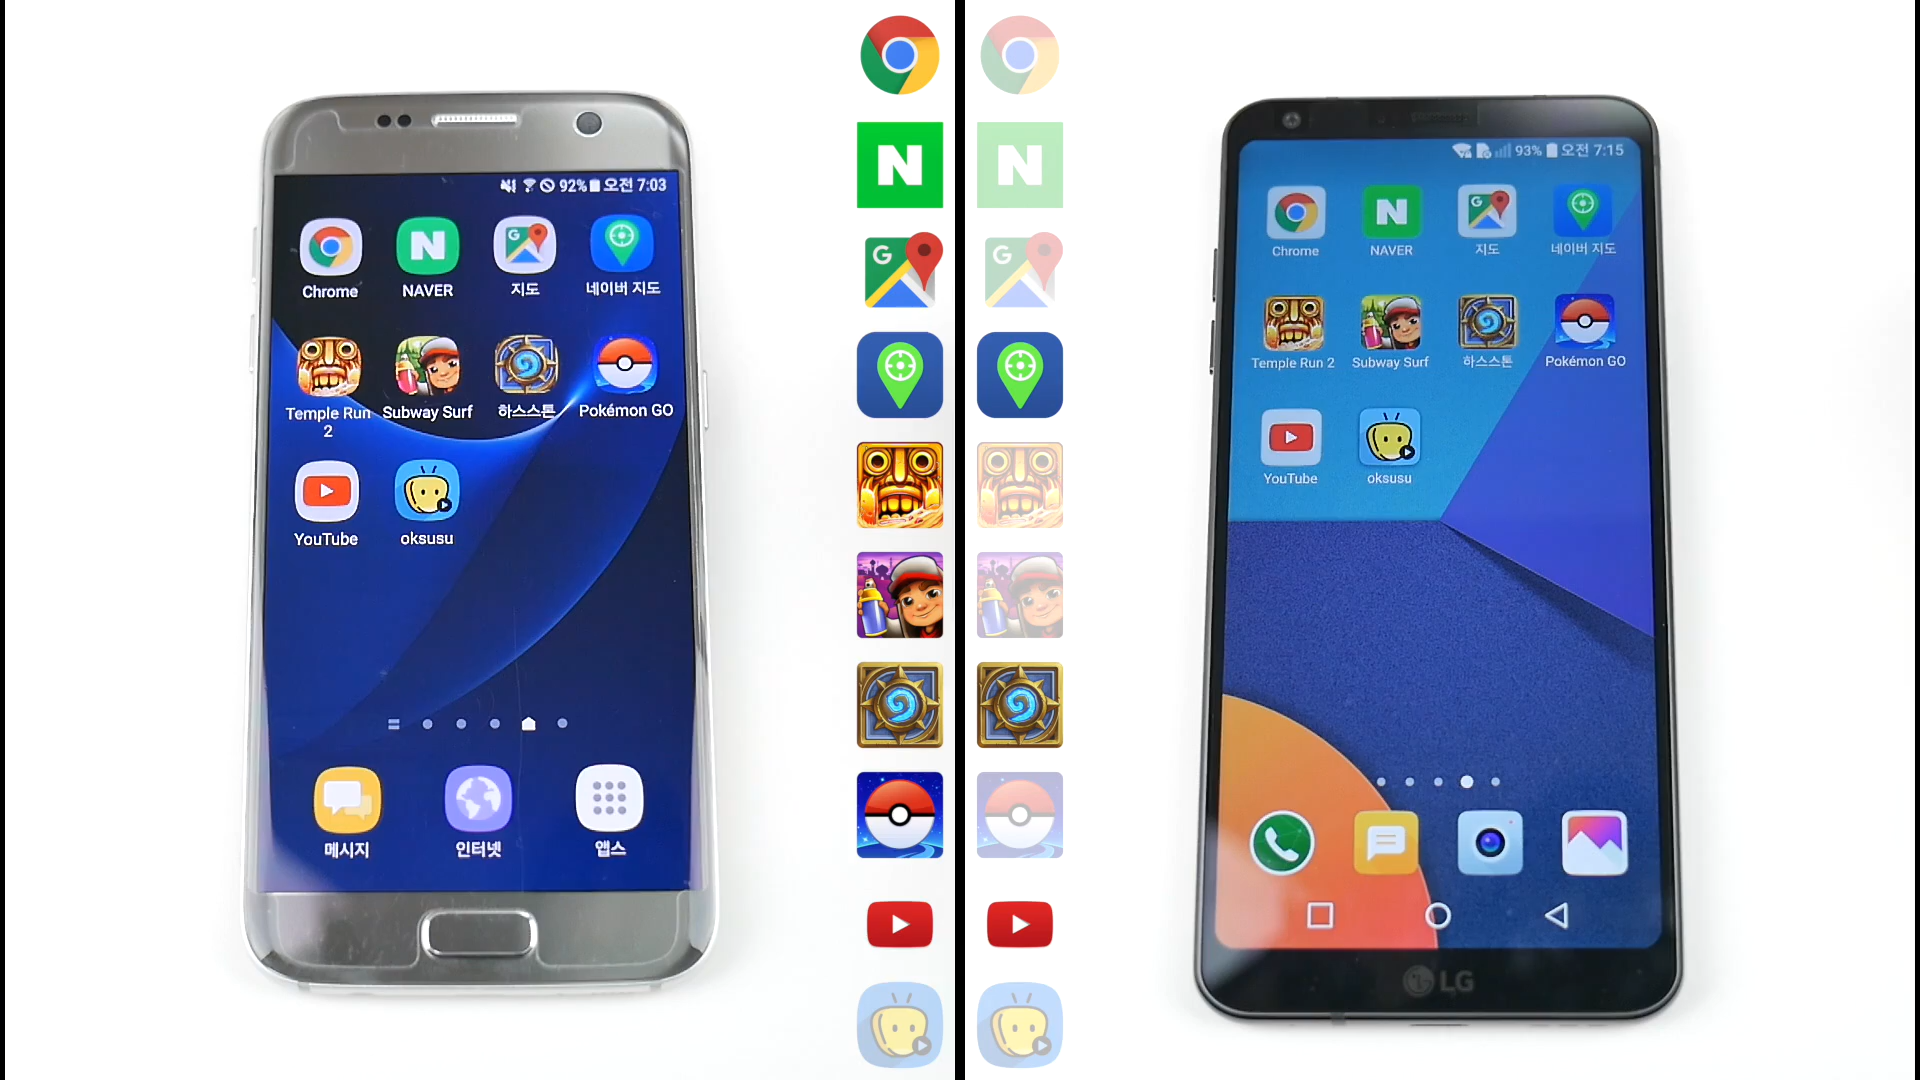 92% 오전 7:03
Chrome
NAVER
지도
네이버 지도
Temple Run
2
Subway Surf
하스스톤
Pokémon GO
YouTube
oksusu
메시지
인터넷
앱스
N
G
N
G
93% 오전 7:15
Chrome
NAVER
지도
네이버 지도
Temple Run 2
Subway Surf
하스스톤
Pokémon GO
YouTube
oksusu
LG